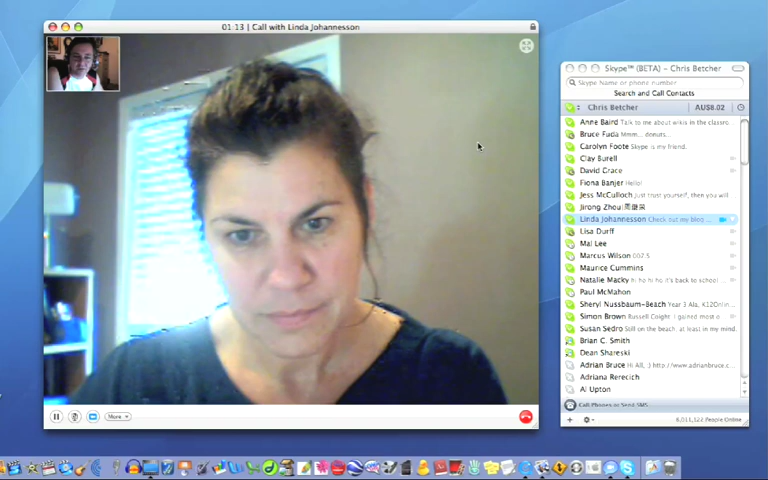 01:13 | Call with Linda Johannesson
More
Skype™ (BETA) – Chris Betcher
Skype Name or phone number
Search and Call Contacts
Chris Betcher AU$8.02
Anne Baird Talk to me about wikis in the classro
Bruce Fuda Mmm... donuts...
Carolyn Foote Skype is my friend.
Clay Burell
David Grace
Fiona Banjer Hello!
Jess McCulloch just trust yourself, then you will
Jirong Zhou
Linda Johannesson Check out my blog ...
Lisa Durff
Mal Lee
Marcus Wilson 007.5
Maurice Cummins
Natalie Macky hi ho hi ho it's back to school ...
Paul McMahon
Sheryl Nussbaum-Beach Year 3 Ala, K12Onlin...
Simon Brown Russell Coight: I gained most o
Susan Sedro Still on the beach, at least in my mind.
Brian C. Smith
Dean Shareski
Adrian Bruce Hi All, :) http://www.adrianbruce.c...
Adriana Rerecich
Al Upton
Call Phones or Send SMS
People Online